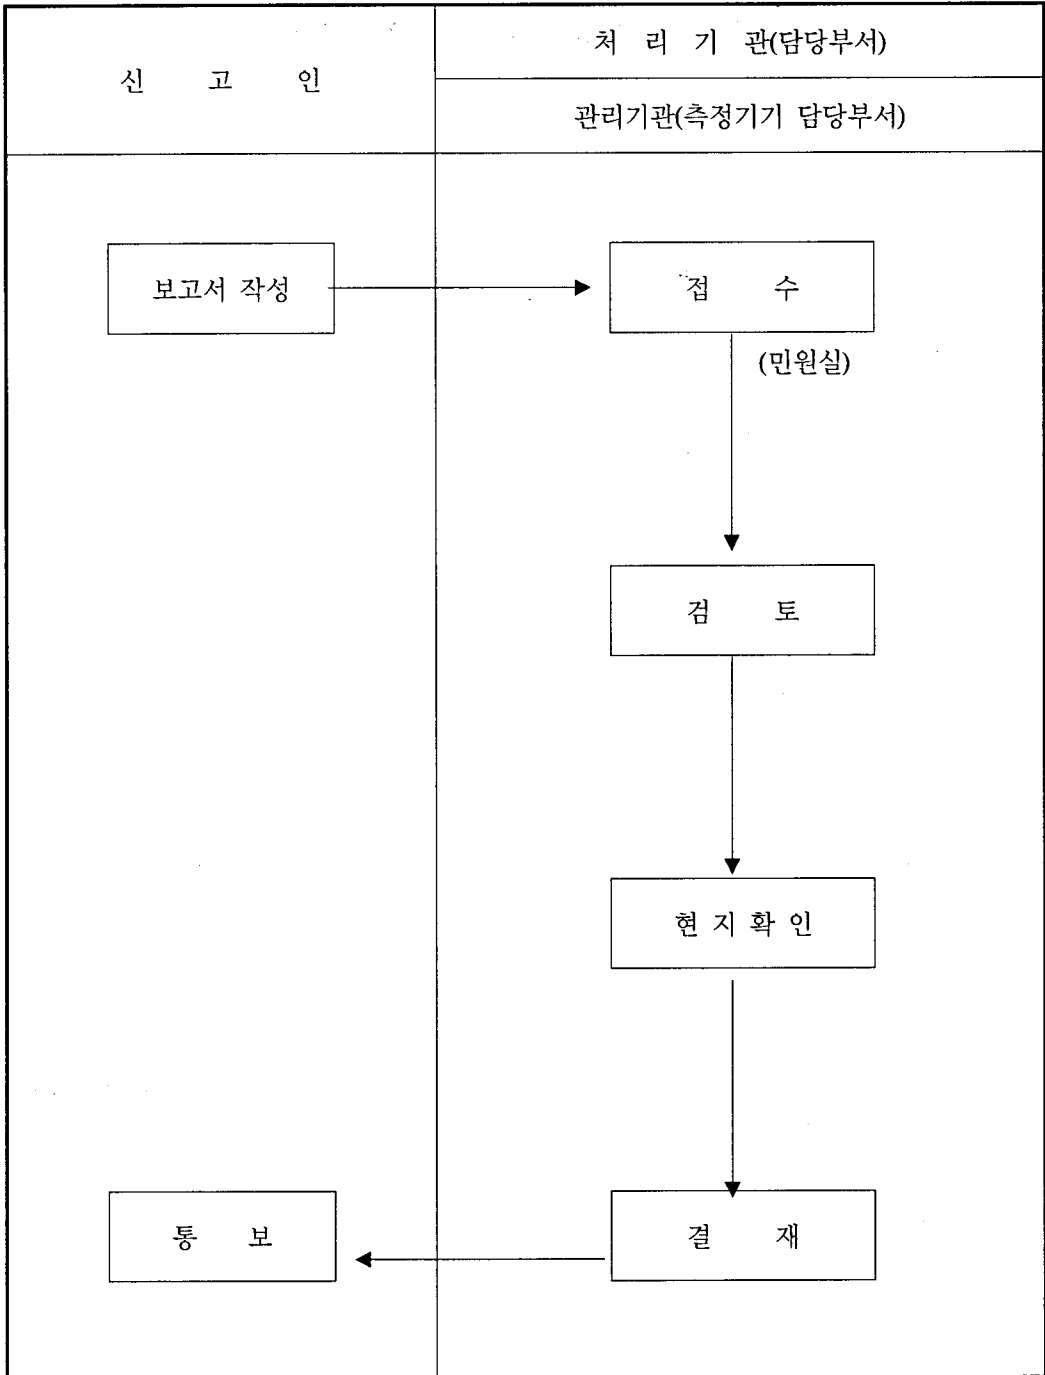 신 고 인
처 리 기 관(담당부서)
관리기관(측정기기 담당부서)
보고서 작성
접 수
(민원실)
검 토
현 지 확 인
통 보
결 재